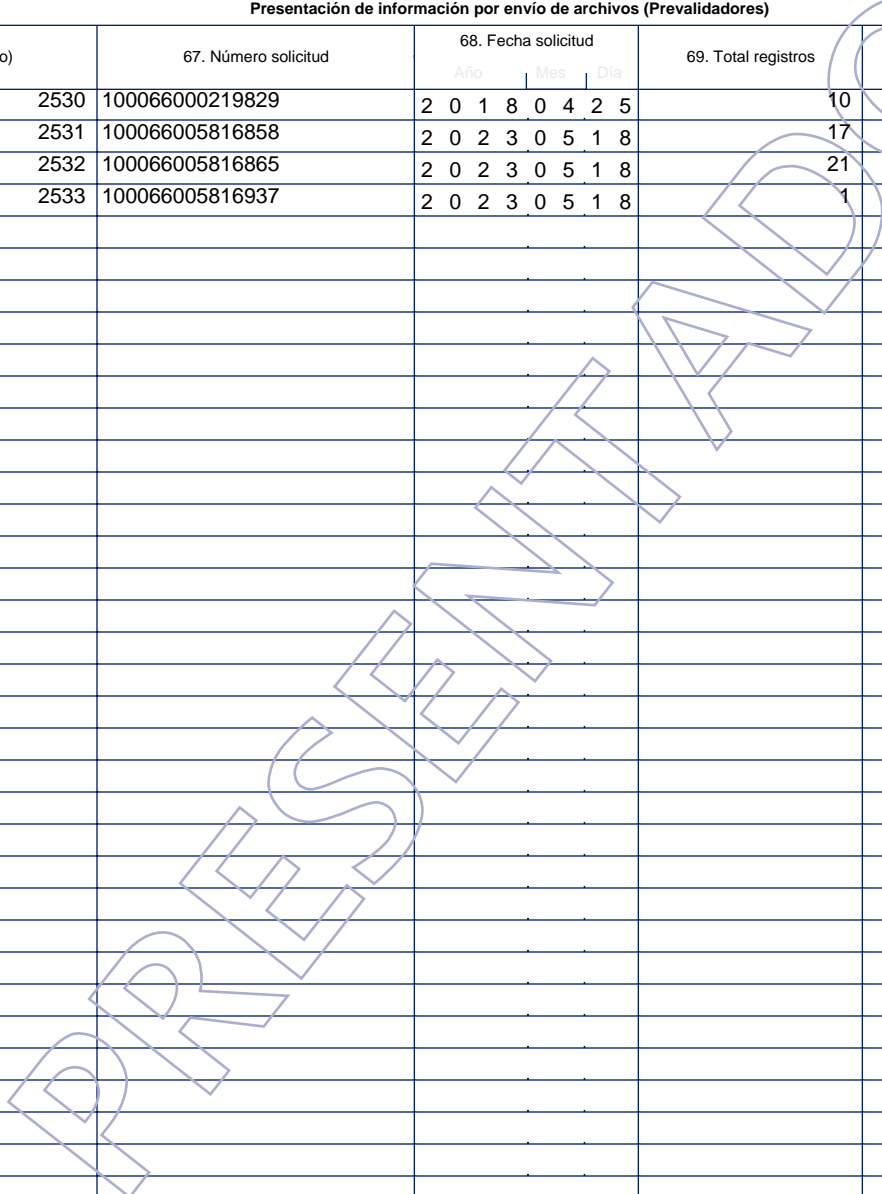 Presentación de información por envío de archivos (Prevalidadores)
o) 67. Número solicitud 68. Fecha solicitud 69. Total registros
Año Mes Día
2530 100066000219829 2 0 1 8 0 4 2 5 10
2531 100066005816858 2 0 2 3 0 5 1 8 17
2532 100066005816865 2 0 2 3 0 5 1 8 21
2533 100066005816937 2 0 2 3 0 5 1 8 1
PRESENTADO